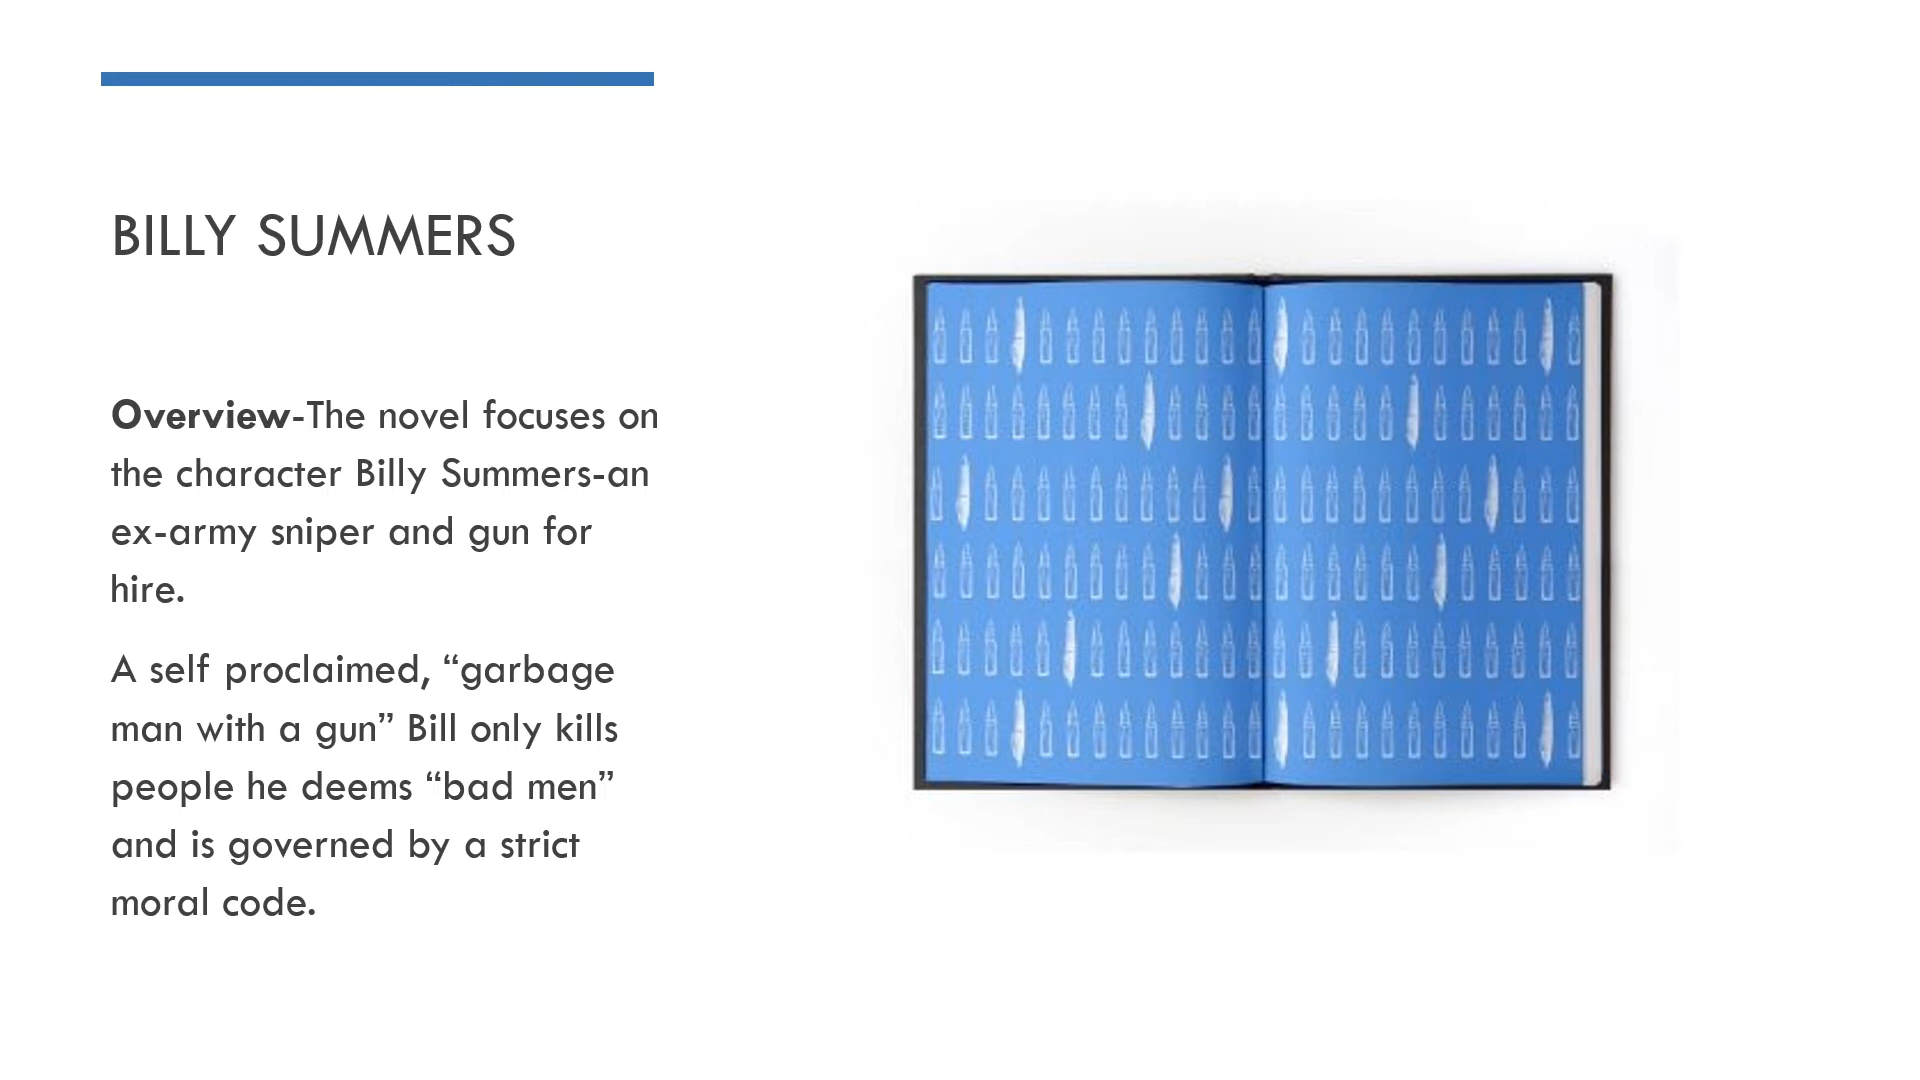 BILLY SUMMERS
Overview-The novel focuses on
the character Billy Summers-an
ex-army sniper and gun for
hire.
A self proclaimed, “garbage
man with a gun” Bill only kills
people he deems “bad men”
and is governed by a strict
moral code.